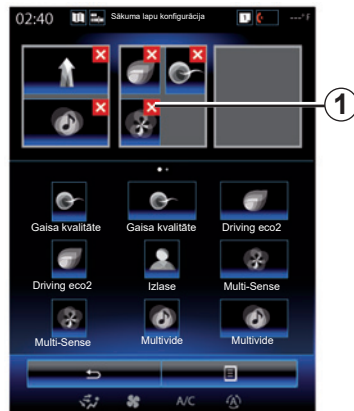 02:40 Sākuma lapu konfigurācija 1 ---°F
1
Gaisa kvalitāte Gaisa kvalitāte Driving eco2
Driving eco2 Izlase Multi-Sense
Multi-Sense Multivide Multivide
A/C A